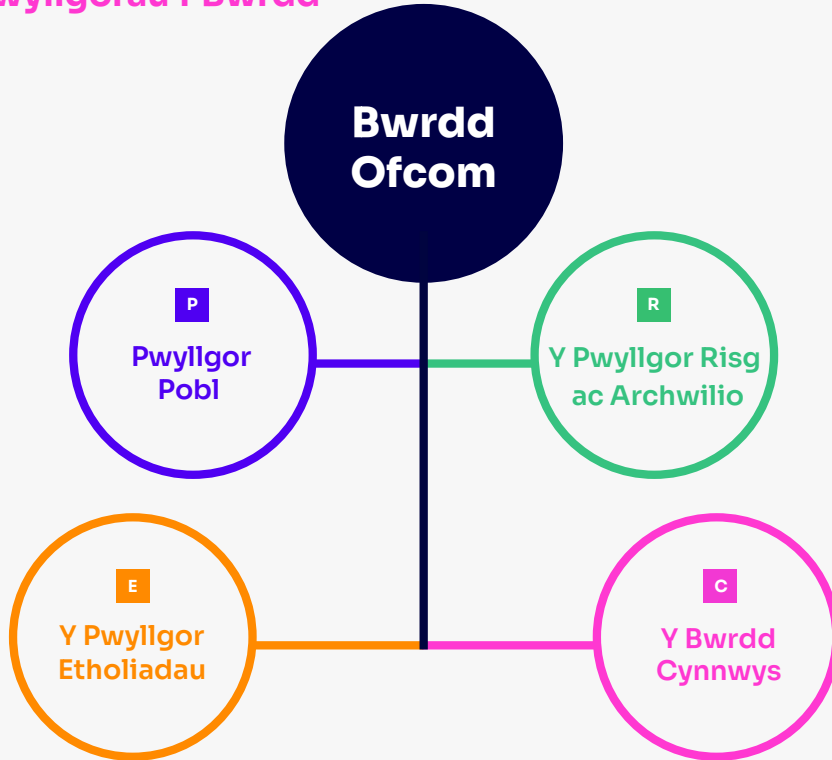 Bwrdd
Ofcom
P
Pwyllgor
Pobl
R
Y Pwyllgor Risg
ac Archwilio
E
Y Pwyllgor
Etholiadau
C
Y Bwrdd
Cynnwys